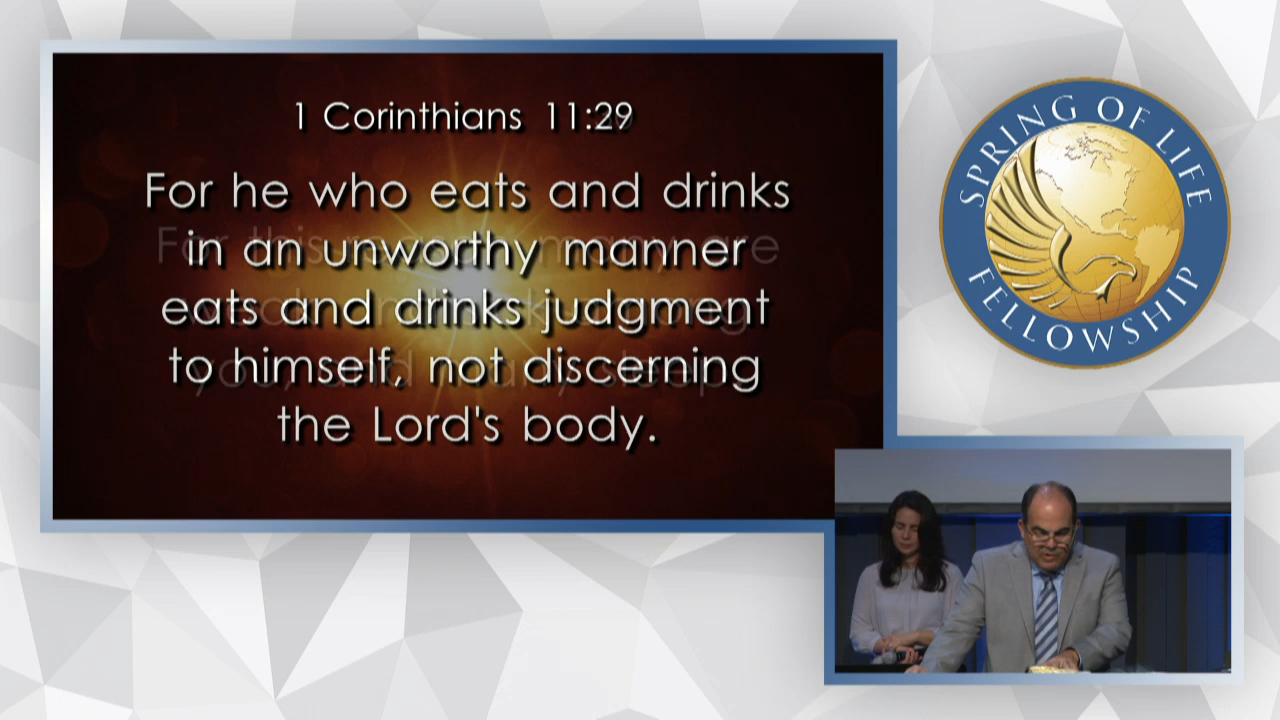 1 Corinthians 11:29
For he who eats and drinks
in an unworthy manner
eats and drinks judgment
to himself, not discerning
the Lord's body.
SPRING OF LIFE
FELLOWSHIP